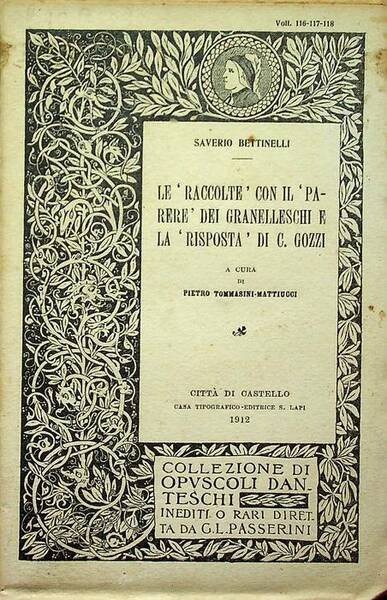 Voll. 116-117-118
SAVERIO BETTINELLI
LE ‘RACCOLTE’ CON IL ‘PA-
RERE’ DEI GRANELLESCHI E
LA ‘RISPOSTA’ DI C. GOZZI
A CURA
DI
PIETRO TOMMASINI-MATTIUCCI
CITTÀ DI CASTELLO
CASA TIPOGRAFICO-EDITRICE S. LAPI
1912
COLLEZIONE DI
OPVSCOLI DAN
TESCHI
INEDITI O RARI DIRET
TA DA G.L.PASSERINI